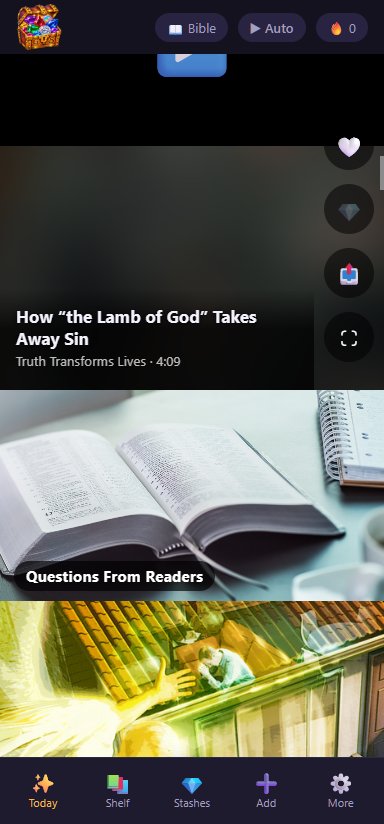 Bible
Auto
0
How “the Lamb of God” Takes
Away Sin
Truth Transforms Lives · 4:09
Questions From Readers
Today
Shelf
Stashes
Add
More